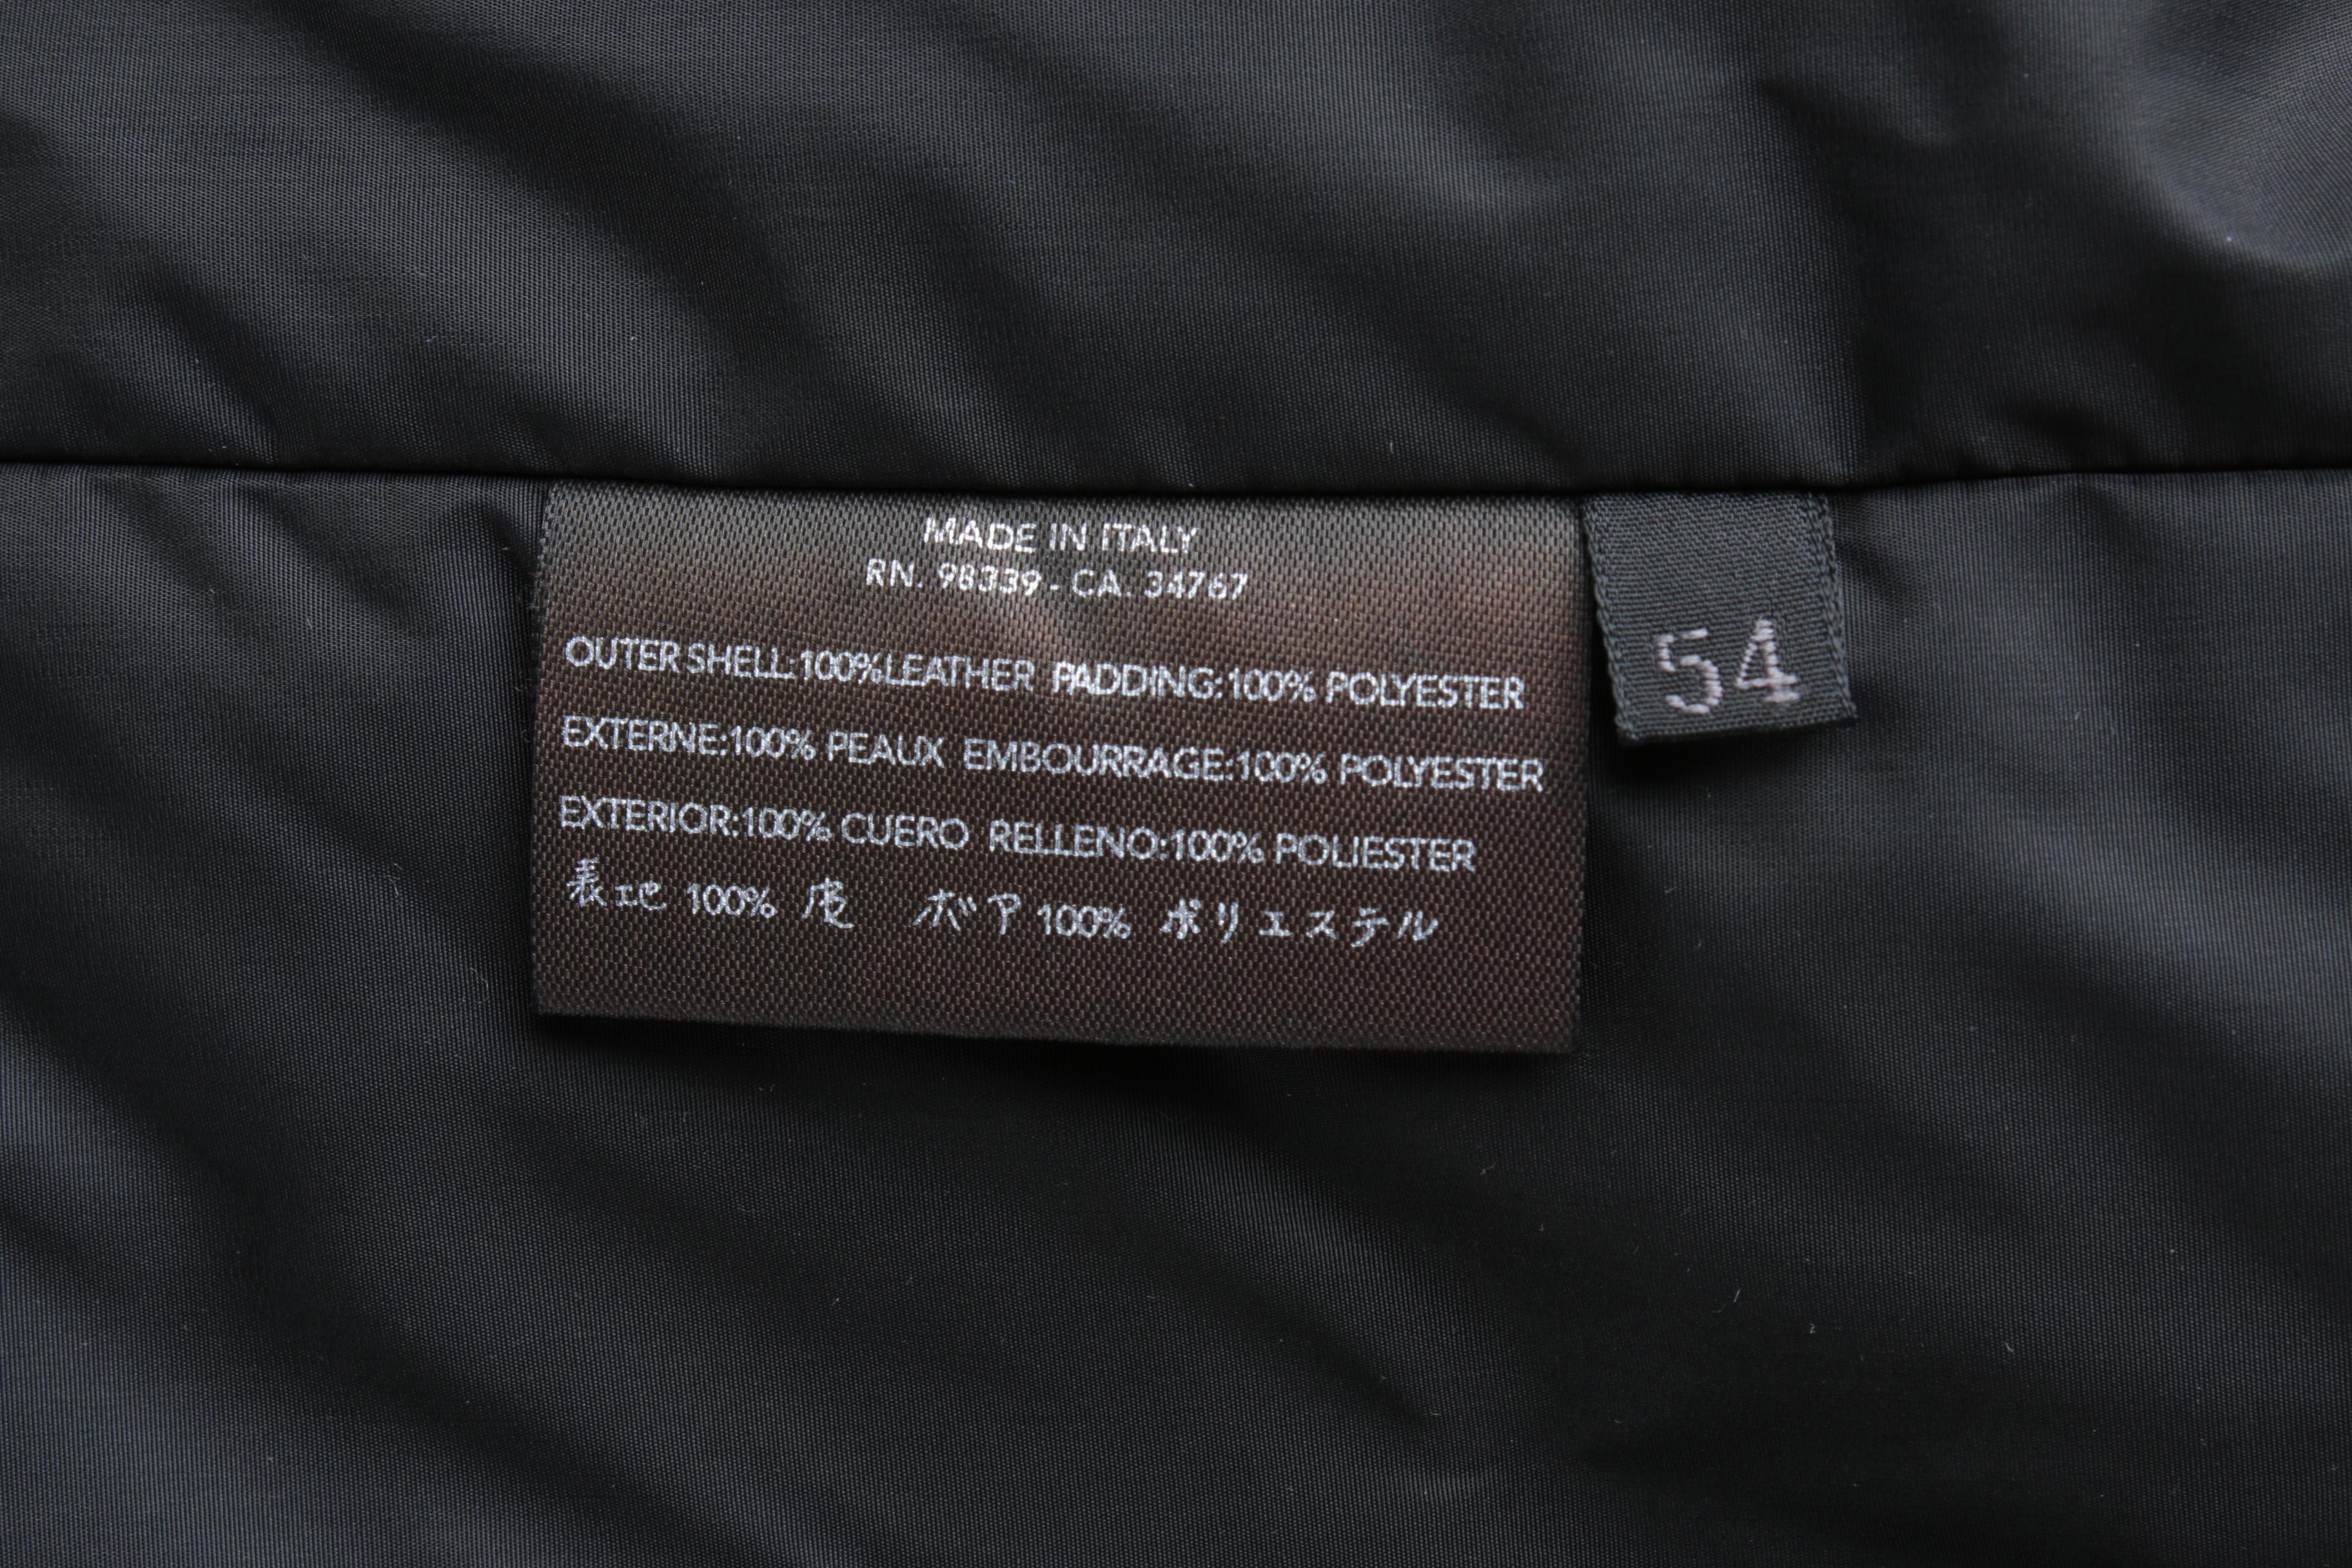 MADE IN ITALY
RN. 98339 - CA. 34767
OUTER SHELL:100%LEATHER PADDING:100% POLYESTER
EXTERNE:100% PEAUX EMBOURRAGE:100% POLYESTER
EXTERIOR:100% CUERO RELLENO:100% POLIESTER
表地 100% 皮 ボア 100% ポリエステル
54